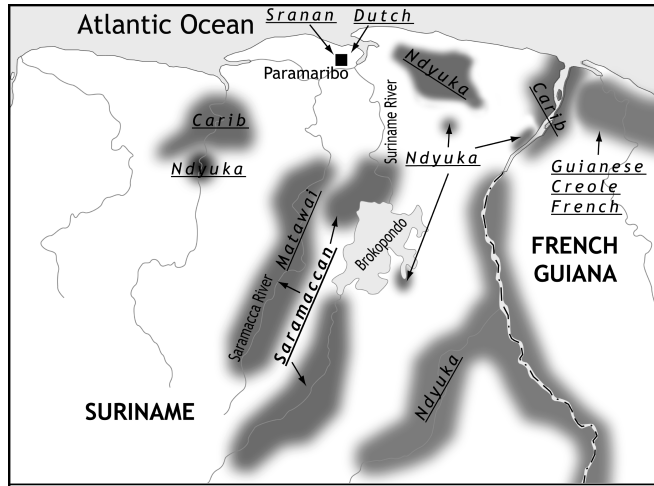 Sranan
Dutch
Atlantic Ocean
Paramaribo
Ndyuka
Suriname River
Carib
Carib
Ndyuka
Ndyuka
Guianese
Creole
French
Matawai
Brokopondo
FRENCH
GUIANA
Saramaccan
Saramacca River
Ndyuka
SURINAME